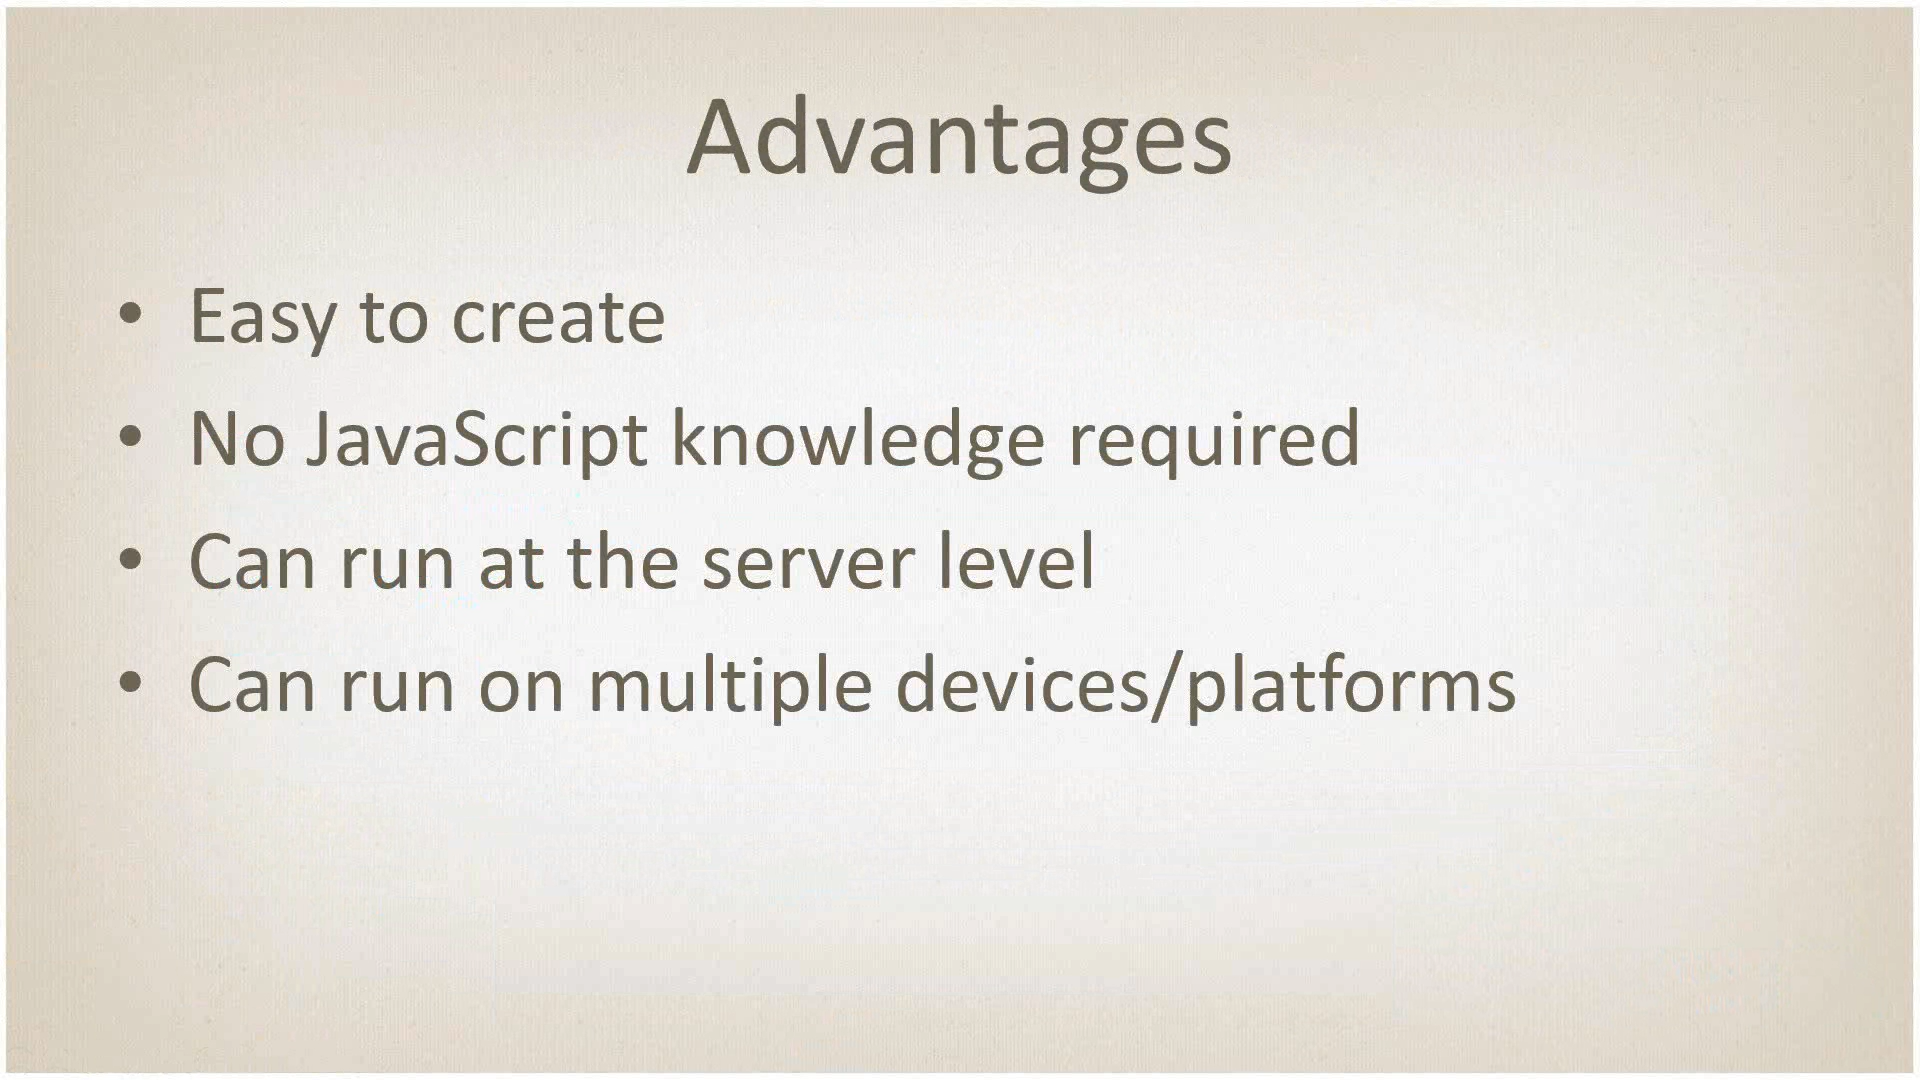 Advantages
• Easy to create
• No JavaScript knowledge required
• Can run at the server level
• Can run on multiple devices/platforms